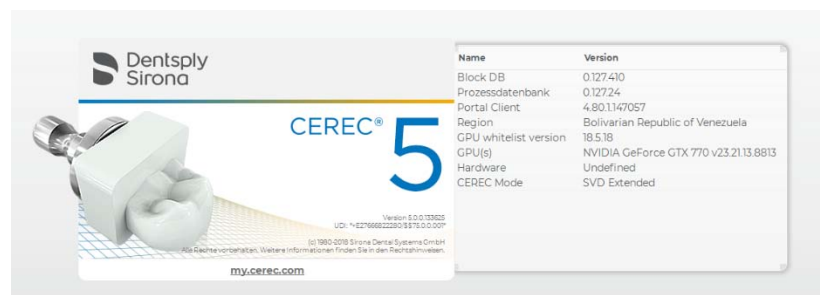 Dentsply
Sirona
CEREC® 5
Version 5.0.0.133625
(c) 1980-2018 Sirona Dental Systems GmbH
Alle Rechte vorbehalten. Weitere Informationen finden Sie in den Rechtshinweisen.
my.cerec.com
Name Version
Block DB 0.127.410
Prozessdatenbank 0.127.24
Portal Client 4.80.1.147057
Region Bolivarian Republic of Venezuela
GPU whitelist version 18.5.18
GPU(s) NVIDIA GeForce GTX 770 v23.21.13.8813
Hardware Undefined
CEREC Mode SVD Extended